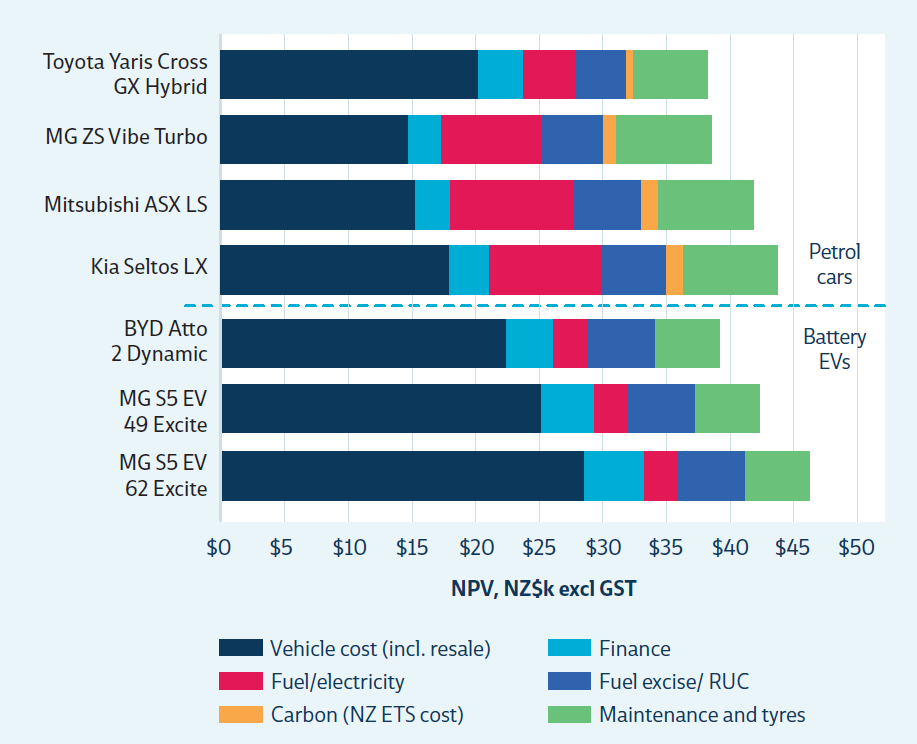 Toyota Yaris Cross
GX Hybrid
MG ZS Vibe Turbo
Mitsubishi ASX LS
Kia Seltos LX
Petrol
cars
BYD Atto
2 Dynamic
Battery
EVs
MG S5 EV
49 Excite
MG S5 EV
62 Excite
$0 $5 $10 $15 $20 $25 $30 $35 $40 $45 $50
NPV, NZ$k excl GST
Vehicle cost (incl. resale)
Finance
Fuel/electricity
Fuel excise/ RUC
Carbon (NZ ETS cost)
Maintenance and tyres